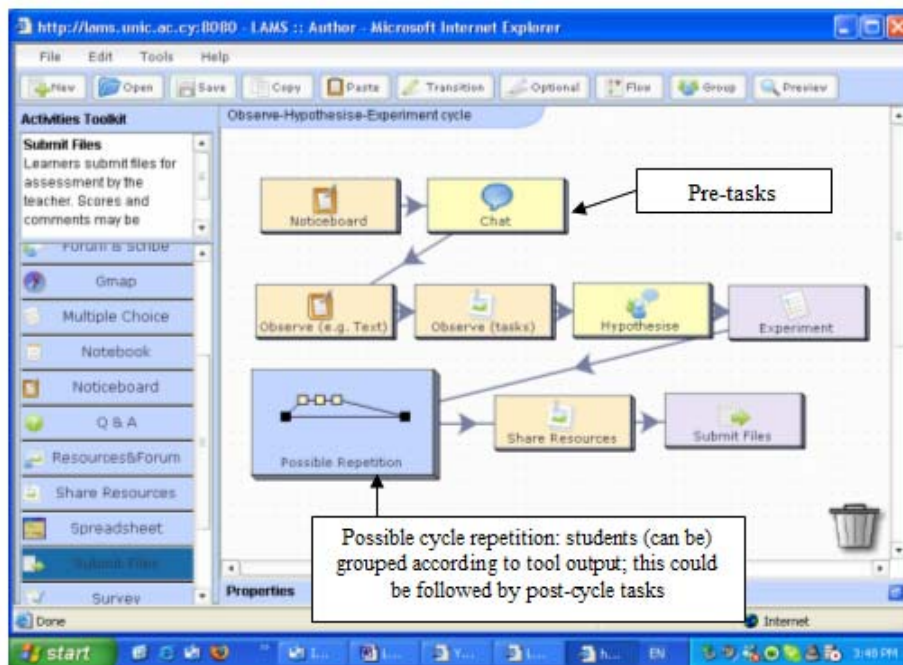 http://lams.unic.ac.cy:8080 - LAMS :: Author - Microsoft Internet Explorer
File Edit Tools Help
New Open Save Copy Paste Transition Optional Flow Group Preview
Activities Toolkit
Observe-Hypothesise-Experiment cycle
Submit Files
Learners submit files for
assessment by the
teacher. Scores and
comments may be
Forum & Scribe
Gmap
Multiple Choice
Notebook
Noticeboard
Q & A
Resources&Forum
Share Resources
Spreadsheet
Submit Files
Survey
Noticeboard
Chat
Pre-tasks
Observe (e.g. Text)
Observe (tasks)
Hypothesise
Experiment
Possible Repetition
Share Resources
Submit Files
Possible cycle repetition: students (can be)
grouped according to tool output; this could
be followed by post-cycle tasks
Properties
Done
Internet
start
I...
L...
Y...
L...
h...
EN
3:48 PM